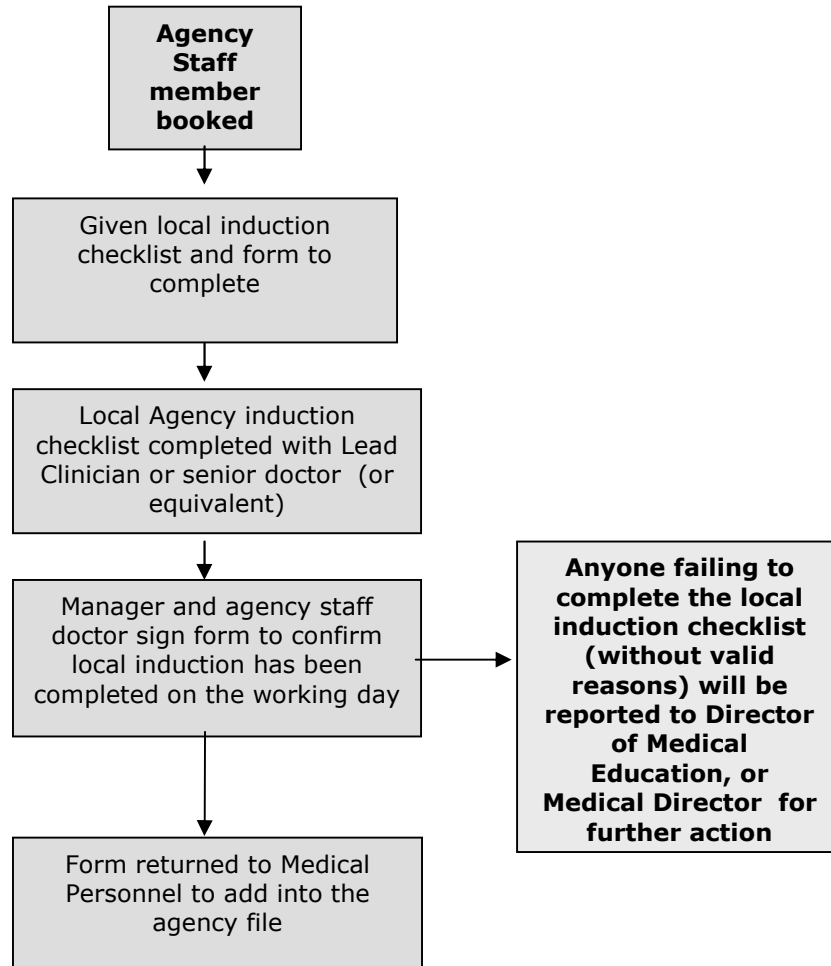 Agency
Staff
member
booked
Given local induction
checklist and form to
complete
Local Agency induction
checklist completed with Lead
Clinician or senior doctor (or
equivalent)
Manager and agency staff
doctor sign form to confirm
local induction has been
completed on the working day
Anyone failing to
complete the local
induction checklist
(without valid
reasons) will be
reported to Director
of Medical
Education, or
Medical Director for
further action
Form returned to Medical
Personnel to add into the
agency file